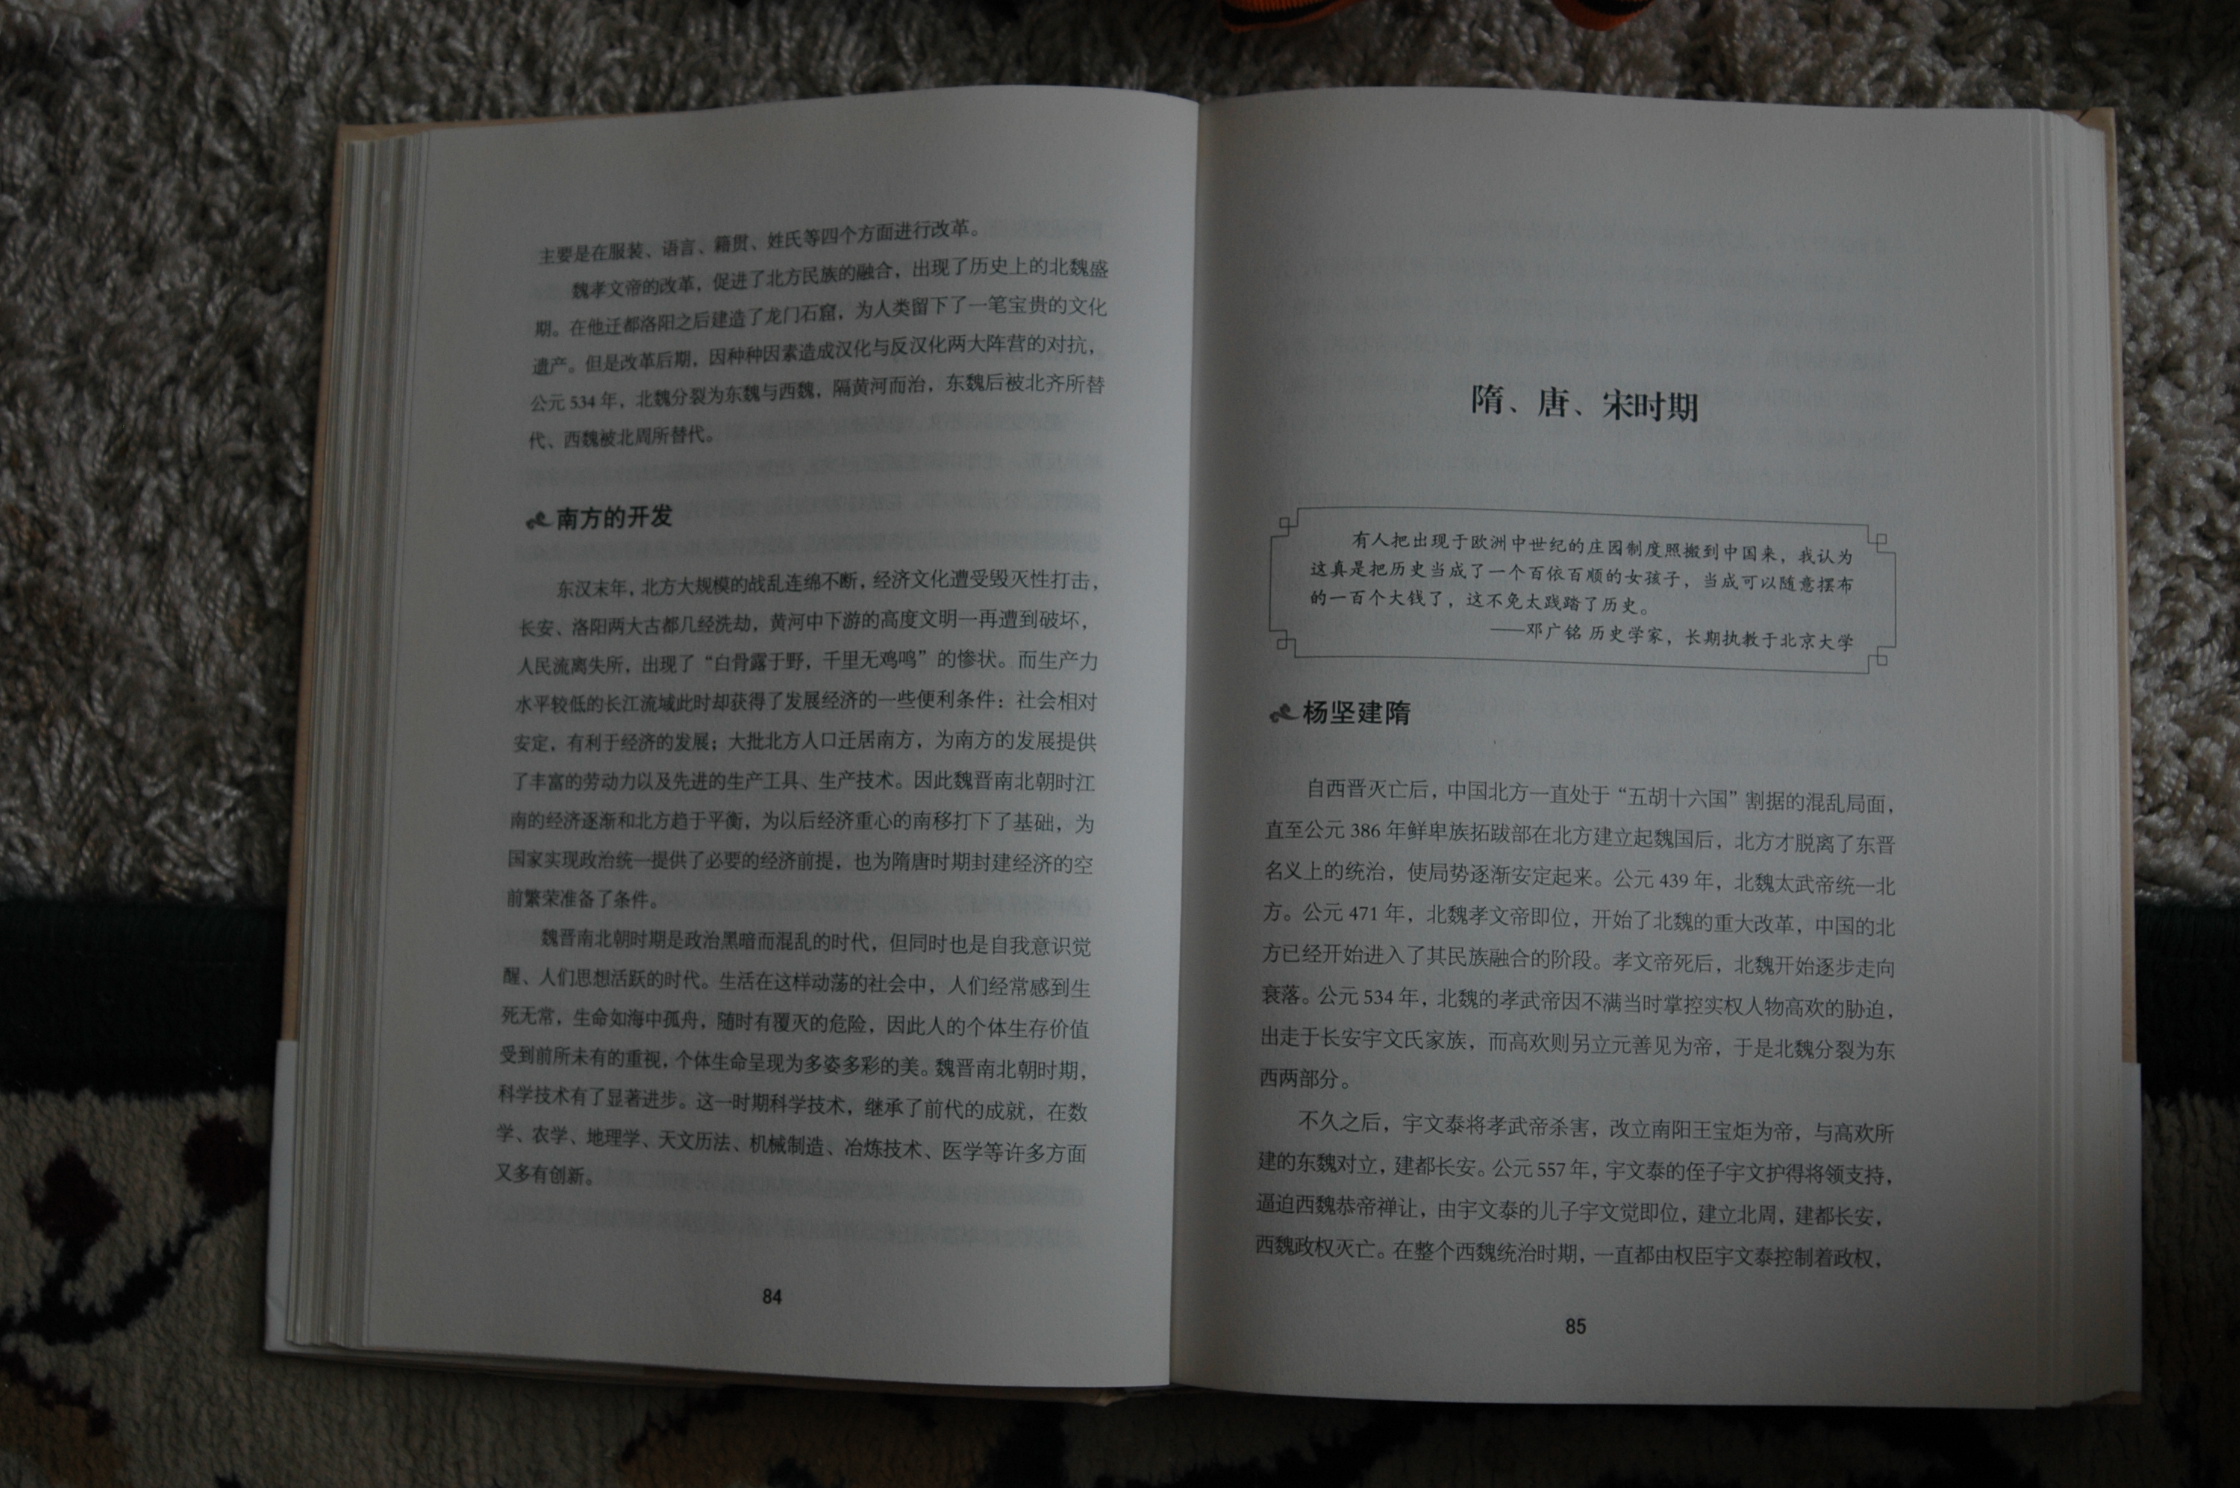 主要是在服装、语言、籍贯、姓氏等四个方面进行改革。
魏孝文帝的改革，促进了北方民族的融合，出现了历史上的北魏盛
期。在他迁都洛阳之后建造了龙门石窟，为人类留下了一笔宝贵的文化
遗产。但是改革后期，因种种因素造成汉化与反汉化两大阵营的对抗，
公元 534 年，北魏分裂为东魏与西魏，隔黄河而治，东魏后被北齐所替
代、西魏被北周所替代。
南方的开发
东汉末年，北方大规模的战乱连绵不断，经济文化遭受毁灭性打击，
长安、洛阳两大古都几经洗劫，黄河中下游的高度文明一再遭到破坏，
人民流离失所，出现了“白骨露于野，千里无鸡鸣”的惨状。而生产力
水平较低的长江流域此时却获得了发展经济的一些便利条件：社会相对
安定，有利于经济的发展；大批北方人口迁居南方，为南方的发展提供
了丰富的劳动力以及先进的生产工具、生产技术。因此魏晋南北朝时江
南的经济逐渐和北方趋于平衡，为以后经济重心的南移打下了基础，为
国家实现政治统一提供了必要的经济前提，也为隋唐时期封建经济的空
前繁荣准备了条件。
魏晋南北朝时期是政治黑暗而混乱的时代，但同时也是自我意识觉
醒、人们思想活跃的时代。生活在这样动荡的社会中，人们经常感到生
死无常，生命如海中孤舟，随时有覆灭的危险，因此人的个体生存价值
受到前所未有的重视，个体生命呈现为多姿多彩的美。魏晋南北朝时期，
科学技术有了显著进步。这一时期科学技术，继承了前代的成就，在数
学、农学、地理学、天文历法、机械制造、冶炼技术、医学等许多方面
又多有创新。
84
隋、唐、宋时期
有人把出现于欧洲中世纪的庄园制度照搬到中国来，我认为
这真是把历史当成了一个百依百顺的女孩子，当成可以随意摆布
的一百个大钱了，这不免太践踏了历史。
——邓广铭 历史学家，长期执教于北京大学
杨坚建隋
自西晋灭亡后，中国北方一直处于“五胡十六国”割据的混乱局面，
直至公元 386 年鲜卑族拓跋部在北方建立起魏国后，北方才脱离了东晋
名义上的统治，使局势逐渐安定起来。公元 439 年，北魏太武帝统一北
方。公元 471 年，北魏孝文帝即位，开始了北魏的重大改革，中国的北
方已经开始进入了其民族融合的阶段。孝文帝死后，北魏开始逐步走向
衰落。公元 534 年，北魏的孝武帝因不满当时掌控实权人物高欢的胁迫，
出走于长安宇文氏家族，而高欢则另立元善见为帝，于是北魏分裂为东
西两部分。
不久之后，宇文泰将孝武帝杀害，改立南阳王宝炬为帝，与高欢所
建的东魏对立，建都长安。公元 557 年，宇文泰的侄子宇文护得将领支持，
逼迫西魏恭帝禅让，由宇文泰的儿子宇文觉即位，建立北周，建都长安，
西魏政权灭亡。在整个西魏统治时期，一直都由权臣宇文泰控制着政权，
85